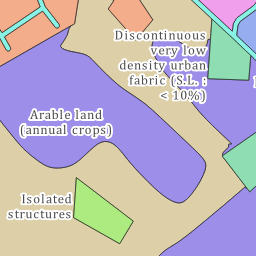 Discontinuous
very low
density urban
fabric (S.L. :
< 10%)
Arable land
(annual crops)
Isolated
structures